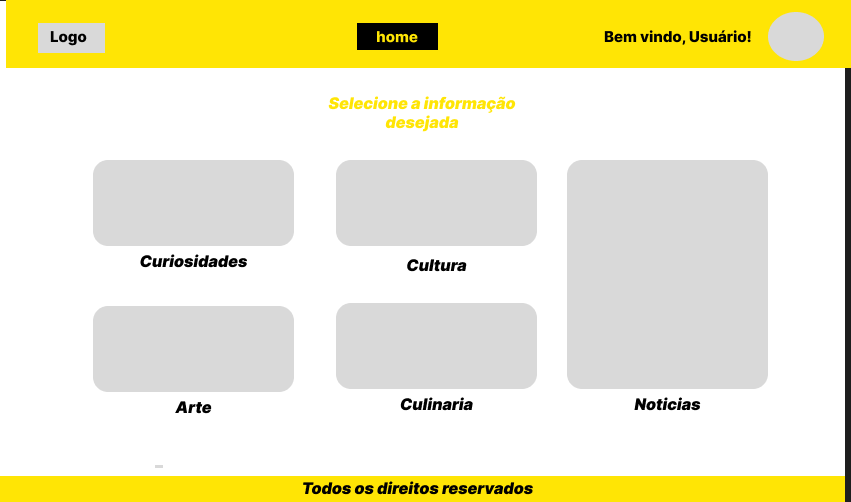 Logo
home
Bem vindo, Usuário!
Selecione a informação
desejada
Curiosidades
Cultura
Arte
Culinaria
Noticias
Todos os direitos reservados